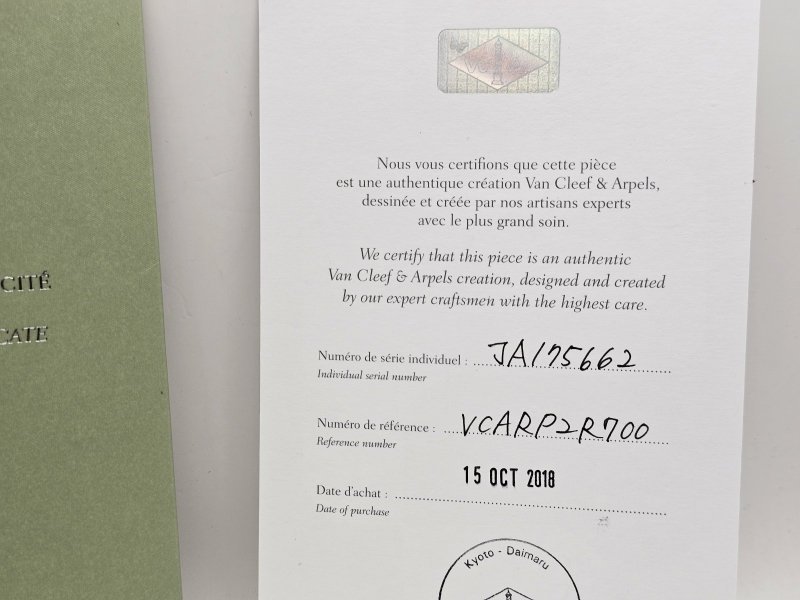 CITÉ
CATE
VCA
Nous vous certifions que cette pièce
est une authentique création Van Cleef & Arpels,
dessinée et créée par nos artisans experts
avec le plus grand soin.
We certify that this piece is an authentic
Van Cleef & Arpels creation, designed and created
by our expert craftsmen with the highest care.
Numéro de série individuel : JA175662
Individual serial number
Numéro de référence : VCARP2R700
Reference number
15 OCT 2018
Date d'achat :
Date of purchase
Kyoto - Daimaru